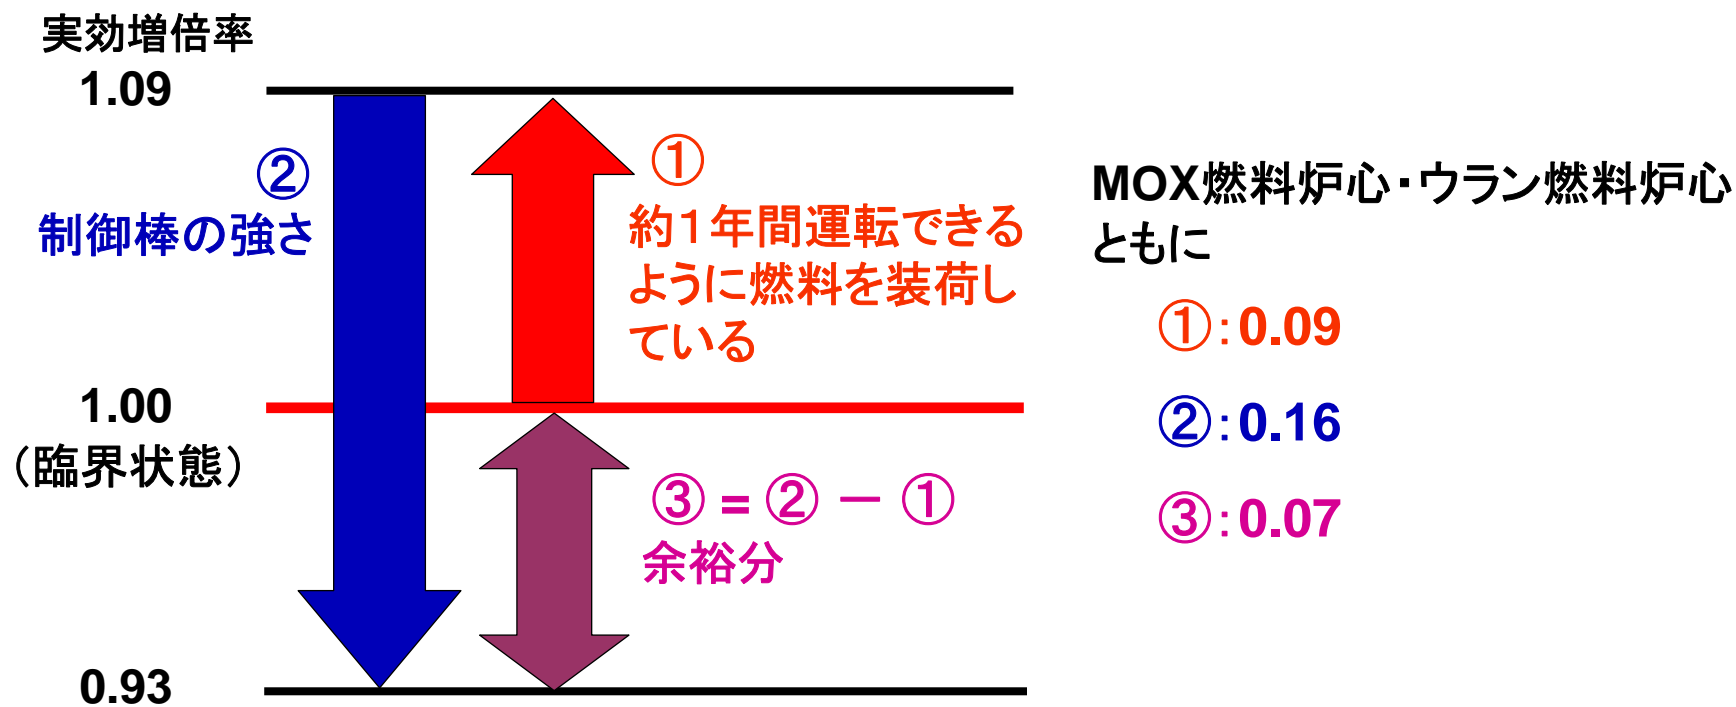 実効増倍率
1.09
②
制御棒の強さ
①
約１年間運転できる
ように燃料を装荷し
ている
1.00
（臨界状態）
③ = ② － ①
余裕分
0.93
MOX燃料炉心・ウラン燃料炉心
ともに
①：0.09
②：0.16
③：0.07